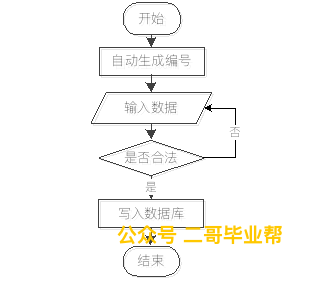 开始
自动生成编号
输入数据
否
是否合法
是
写入数据库
公众号 二哥毕业帮
结束